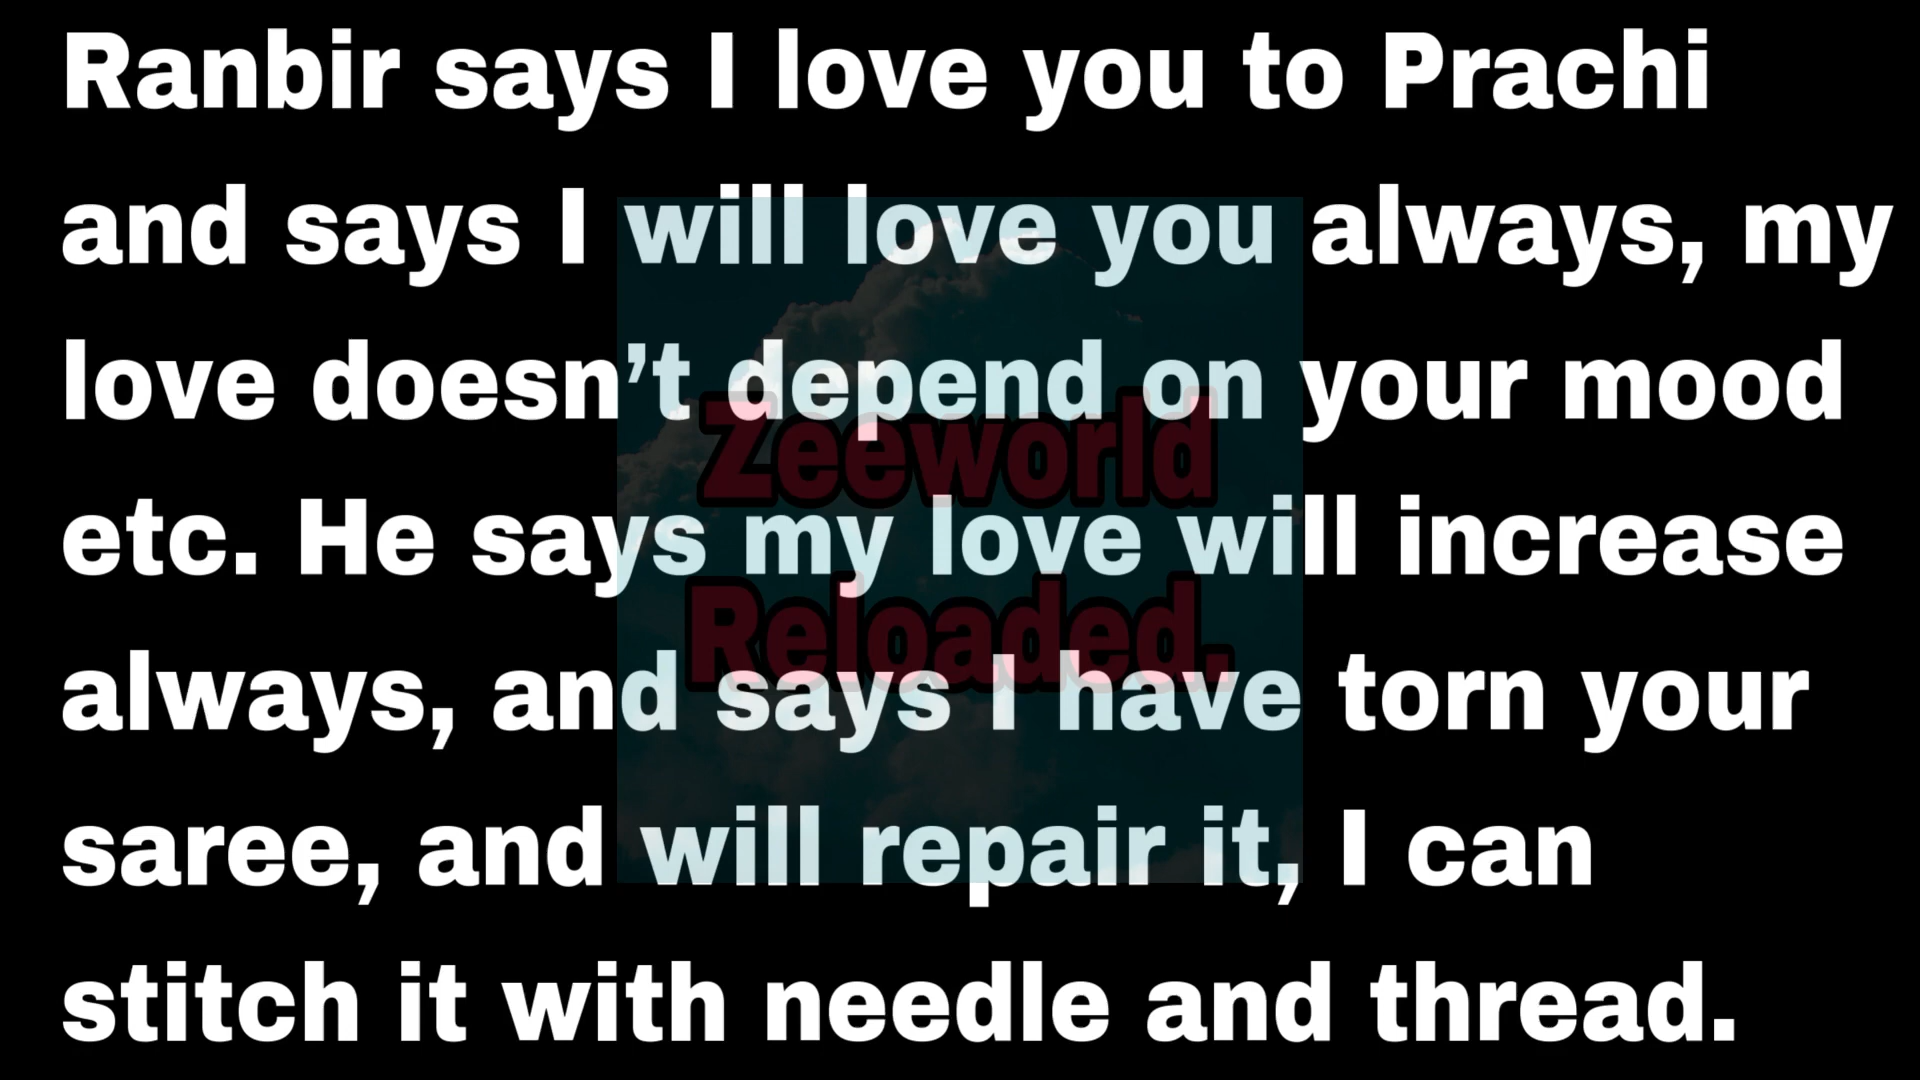 Ranbir says I love you to Prachi
and says I will love you always, my
love doesn’t depend on your mood
etc. He says my love will increase
always, and says I have torn your
saree, and will repair it, I can
stitch it with needle and thread.
Zeeworld
Reloaded.